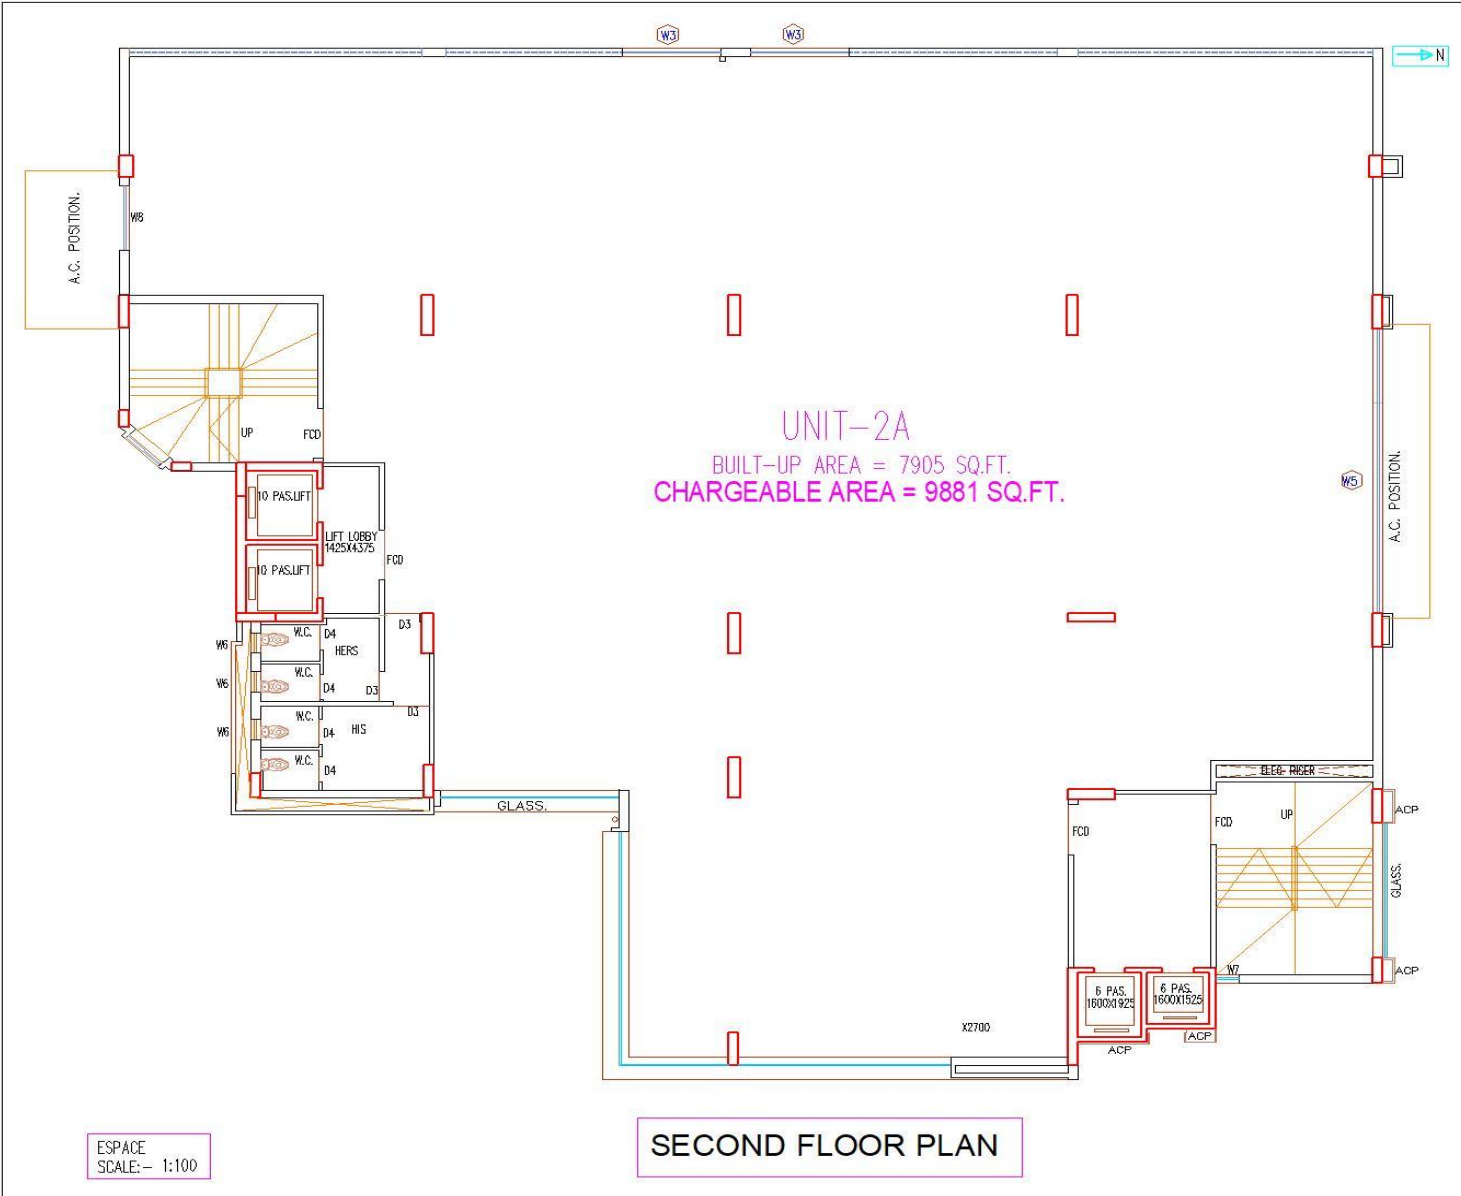 W3
W3
N
A.C. POSITION.
W8
UP
FCD
10 PAS.LIFT
LIFT LOBBY
1425X4375
10 PAS.LIFT
FCD
UNIT-2A
BUILT-UP AREA = 7905 SQ.FT.
CHARGEABLE AREA = 9881 SQ.FT.
W5
A.C. POSITION.
W6
W.C.
D4
HERS
D3
W6
W.C.
D4
D3
W6
W.C.
D4
HIS
D3
W.C.
D4
GLASS.
ELEC. RISER
FCD
FCD
UP
ACP
GLASS.
ACP
W7
6 PAS.
1600X1925
6 PAS.
1600X1525
X2700
ACP
ACP
ESPACE
SCALE:- 1:100
SECOND FLOOR PLAN